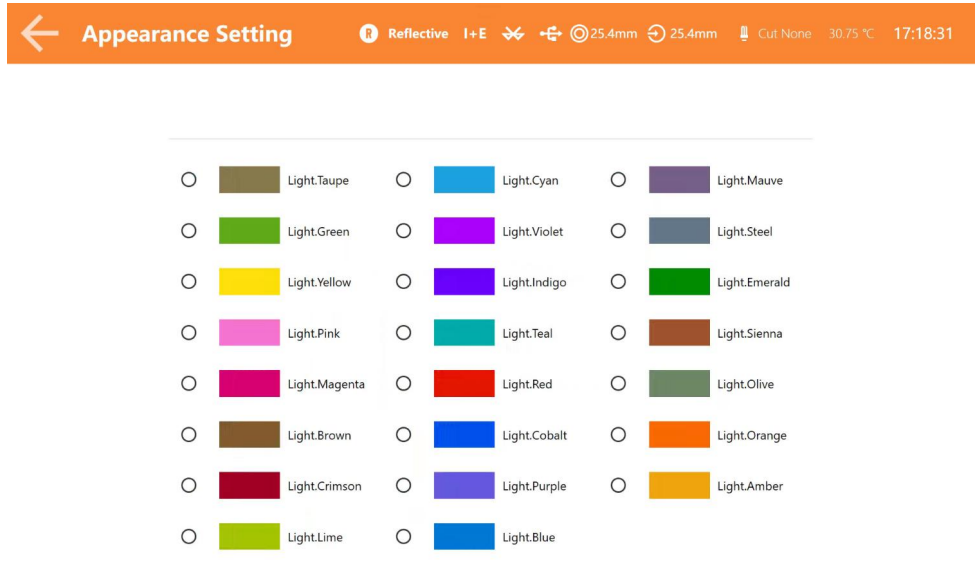 Appearance Setting R Reflective I+E 25.4mm 25.4mm Cut None 30.75 ℃ 17:18:31
Light.Taupe Light.Cyan Light.Mauve
Light.Green Light.Violet Light.Steel
Light.Yellow Light.Indigo Light.Emerald
Light.Pink Light.Teal Light.Sienna
Light.Magenta Light.Red Light.Olive
Light.Brown Light.Cobalt Light.Orange
Light.Crimson Light.Purple Light.Amber
Light.Lime Light.Blue